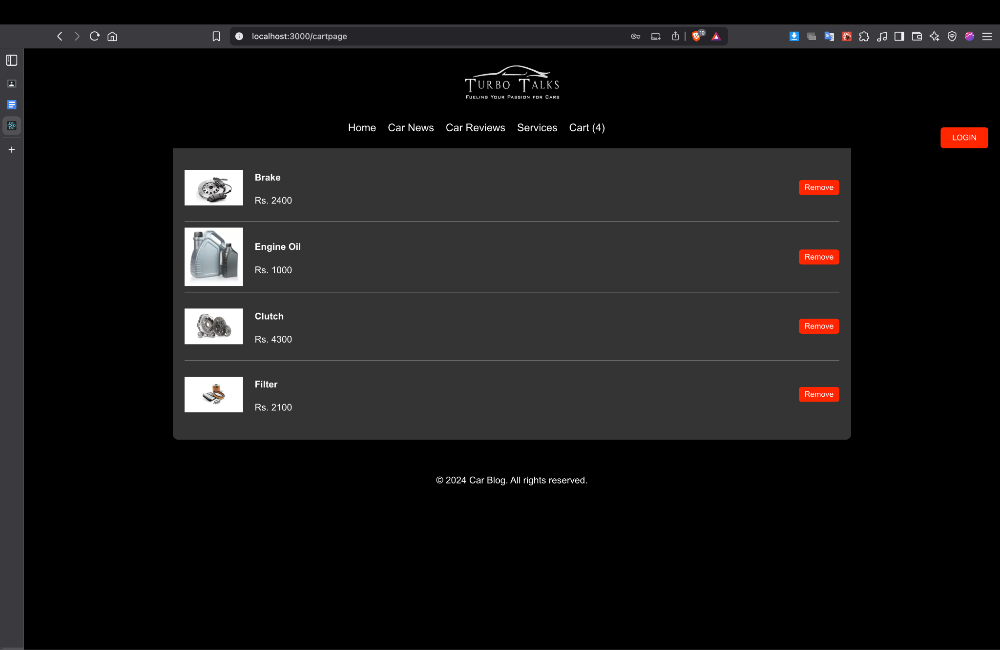 localhost:3000/cartpage
10
TURBO TALKS
FUELING YOUR PASSION FOR CARS
Home Car News Car Reviews Services Cart (4)
LOGIN
Brake
Rs. 2400
Remove
Engine Oil
Rs. 1000
Remove
Clutch
Rs. 4300
Remove
Filter
Rs. 2100
Remove
© 2024 Car Blog. All rights reserved.